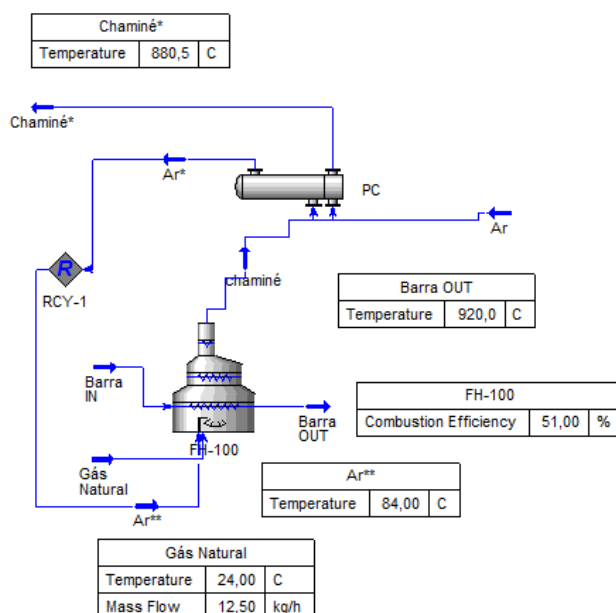 Chaminé*
Temperature 880,5 C
Chaminé*
Ar*
PC
Ar
R
RCY-1
chaminé
Barra OUT
Temperature 920,0 C
Barra
IN
Barra
OUT
FH-100
Combustion Efficiency 51,00 %
FH-100
Gás
Natural
Ar**
Ar**
Temperature 84,00 C
Gás Natural
Temperature 24,00 C
Mass Flow 12,50 kg/h